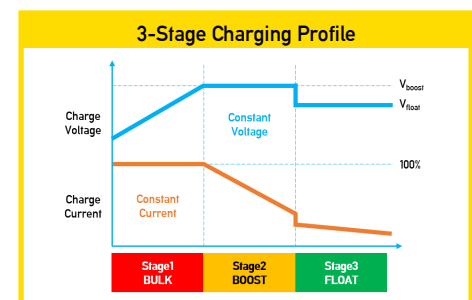 3-Stage Charging Profile
Charge
Voltage
Constant
Voltage
Vboost
Vfloat
100%
Charge
Current
Constant
Current
Stage1
BULK
Stage2
BOOST
Stage3
FLOAT